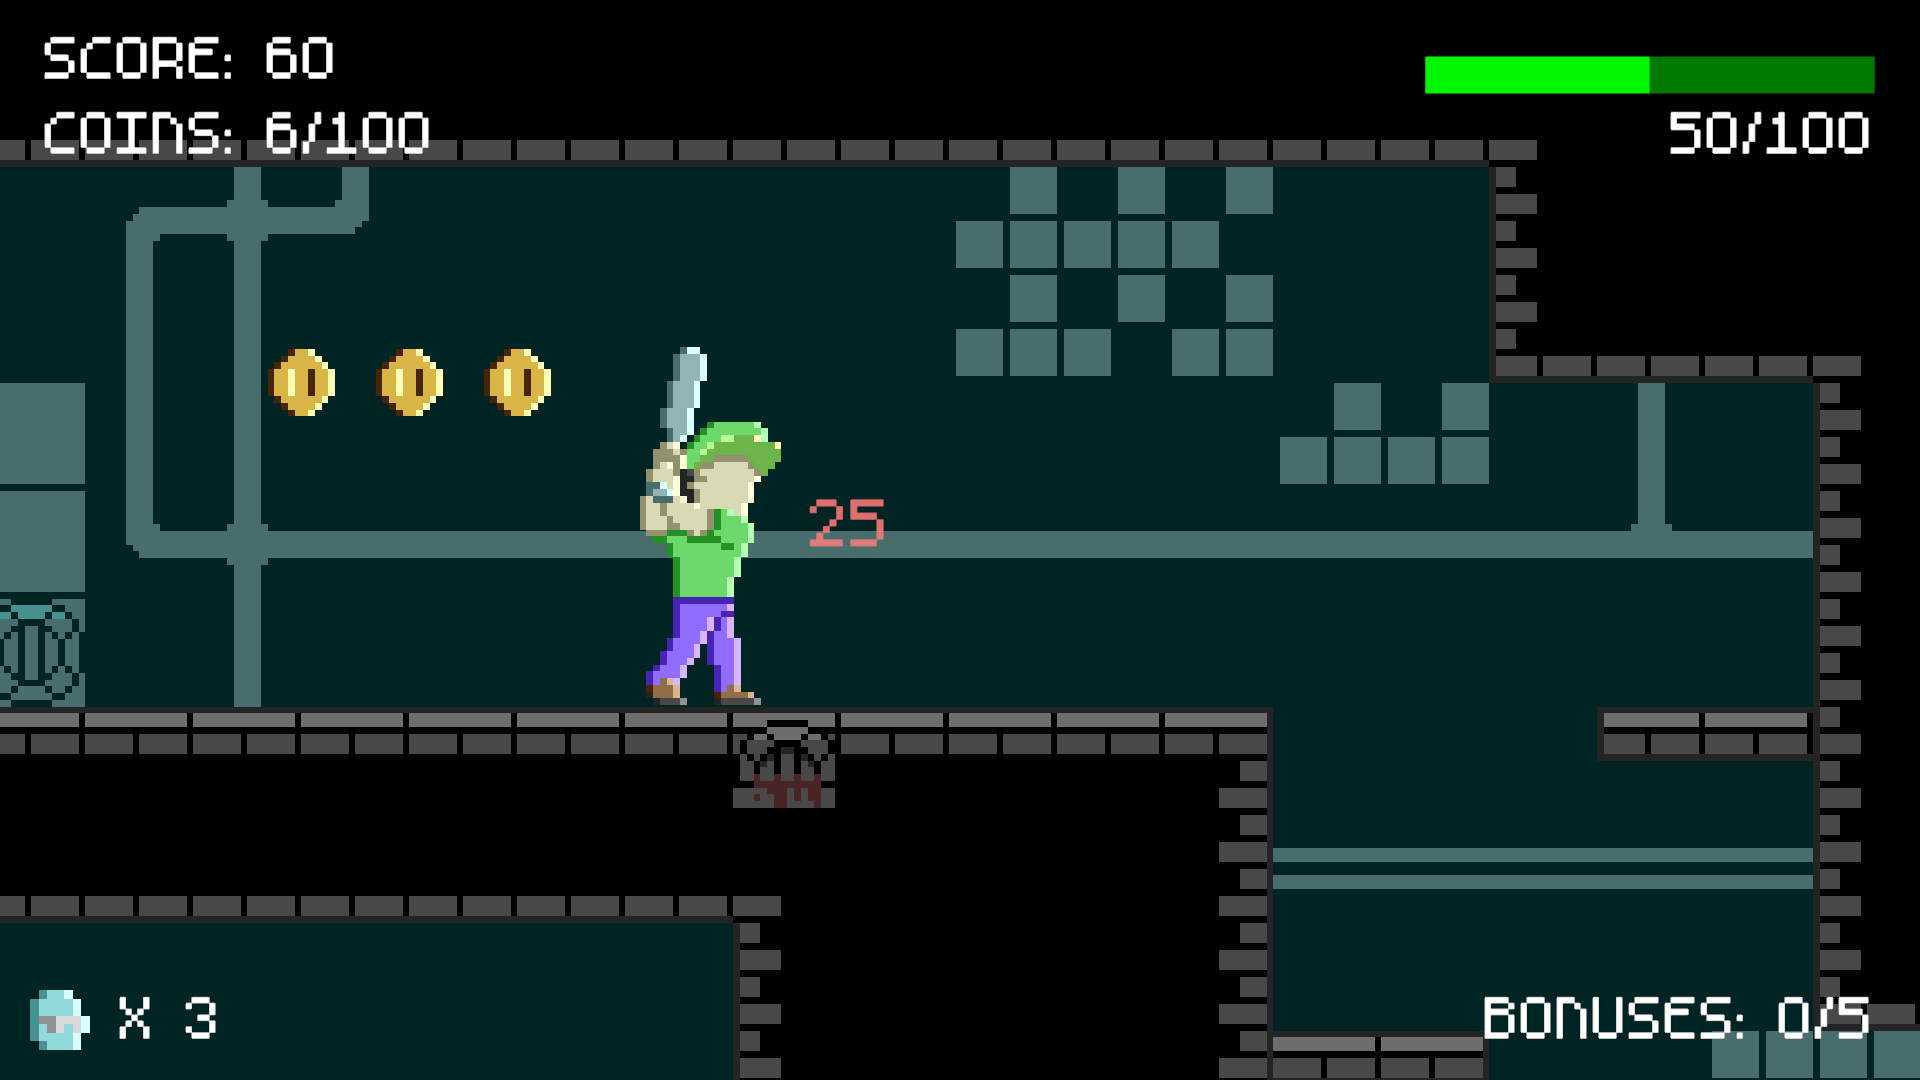 SCORE: 60
COINS: 6/100
50/100
25
X 3
BONUSES: 0/5